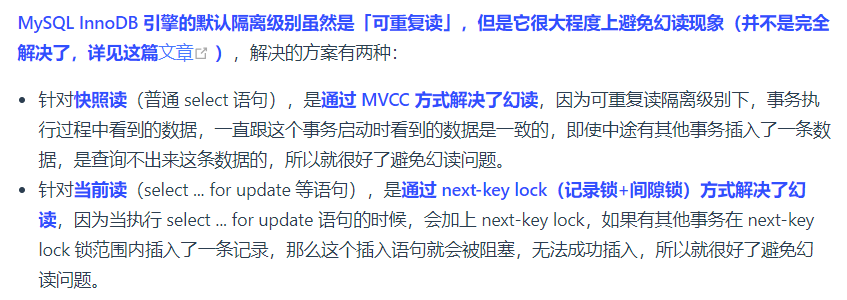 MySQL InnoDB 引擎的默认隔离级别虽然是「可重复读」，但是它很大程度上避免幻读现象（并不是完全
解决了，详见这篇文章 ），解决的方案有两种：
• 针对快照读（普通 select 语句），是通过 MVCC 方式解决了幻读，因为可重复读隔离级别下，事务执
行过程中看到的数据，一直跟这个事务启动时看到的数据是一致的，即使中途有其他事务插入了一条数
据，是查询不出来这条数据的，所以就很好了避免幻读问题。
• 针对当前读（select ... for update 等语句），是通过 next-key lock（记录锁+间隙锁）方式解决了幻
读，因为当执行 select ... for update 语句的时候，会加上 next-key lock，如果有其他事务在 next-key
lock 锁范围内插入了一条记录，那么这个插入语句就会被阻塞，无法成功插入，所以就很好了避免幻
读问题。